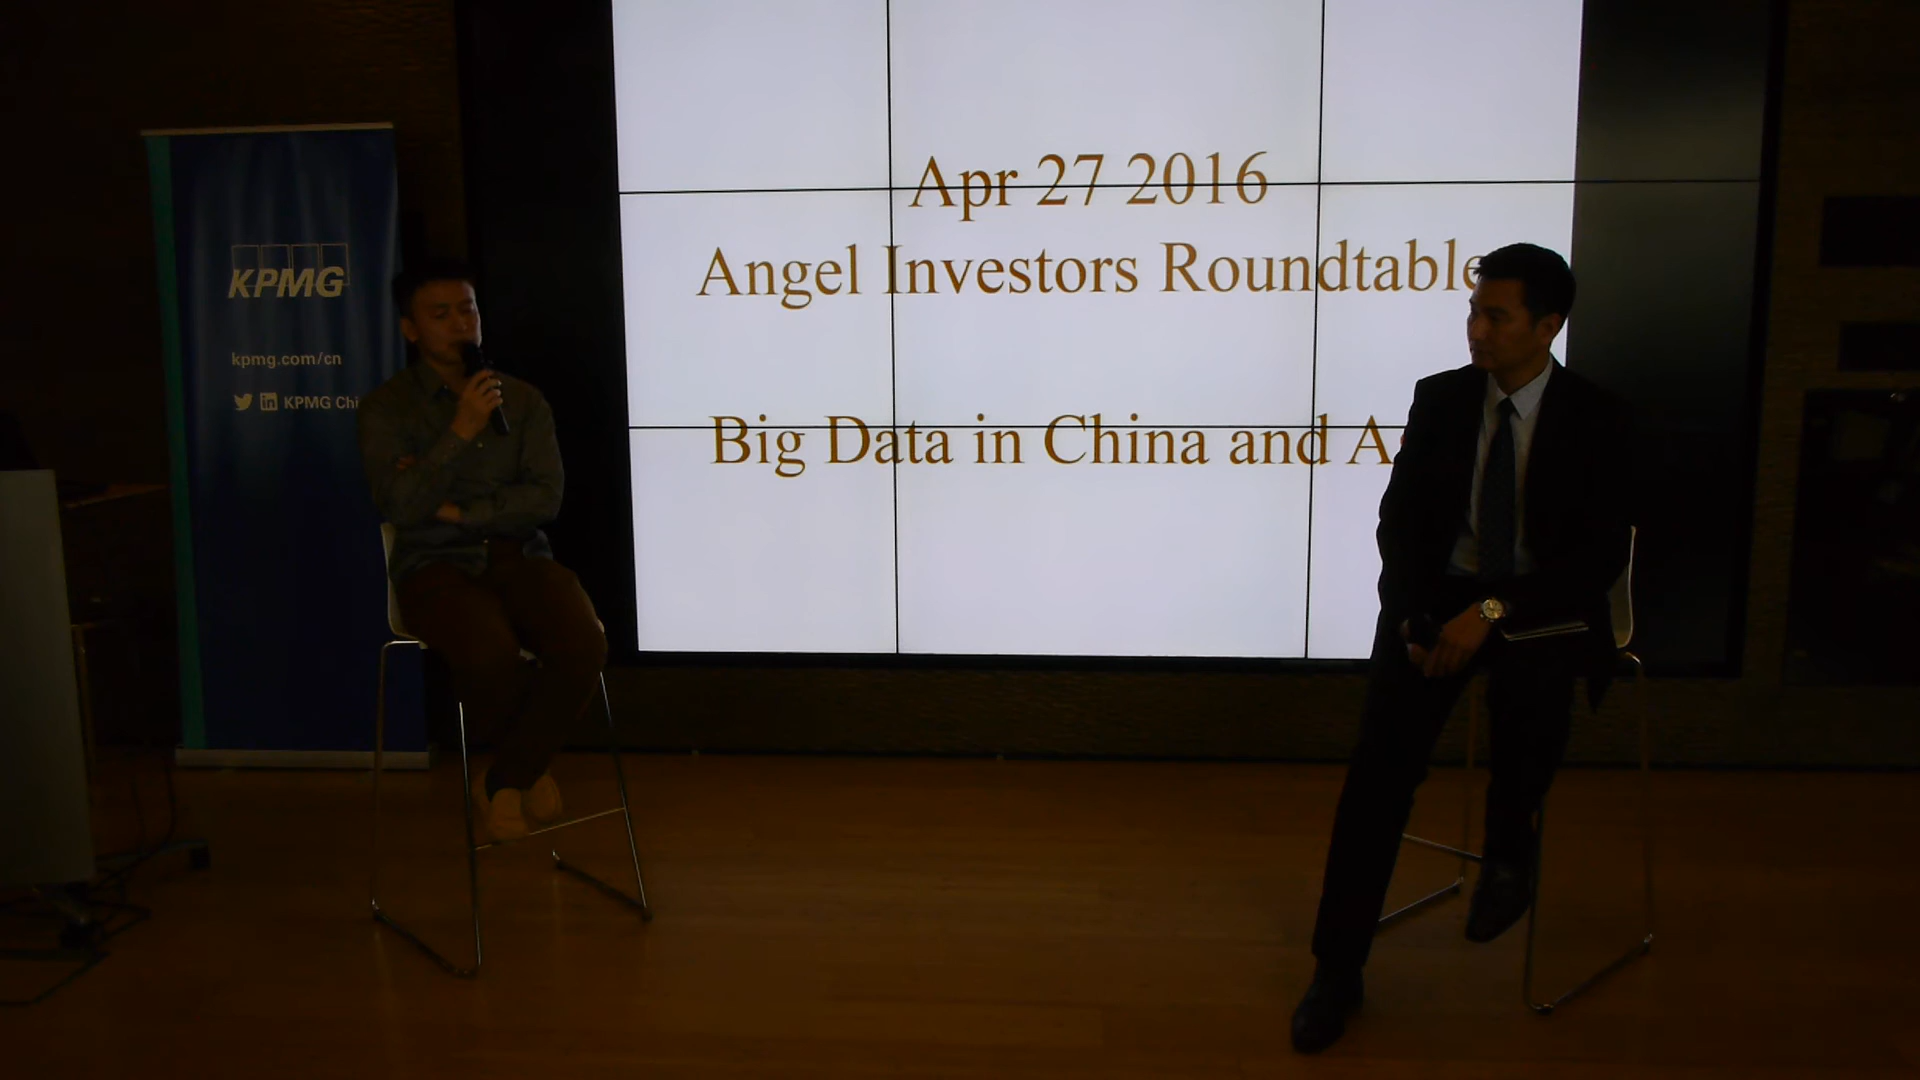 KPMG
kpmg.com/cn
KPMG Chi
Apr 27 2016
Angel Investors Roundtable
Big Data in China and A